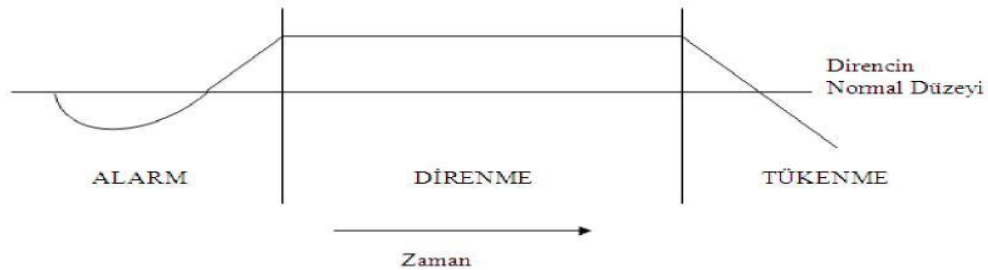 Direncin
Normal Düzeyi
ALARM
DİRENME
TÜKENME
Zaman